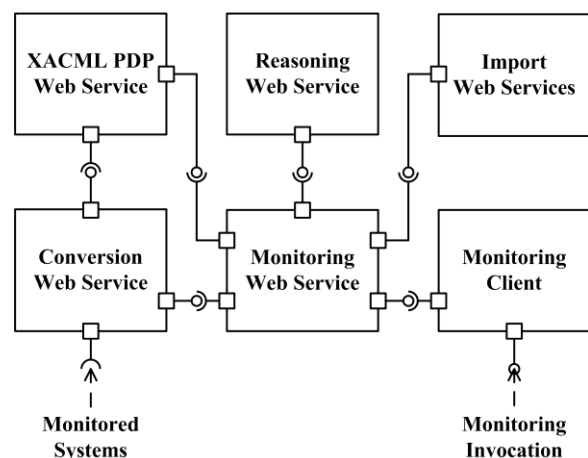 XACML PDP
Web Service
Reasoning
Web Service
Import
Web Services
Conversion
Web Service
Monitoring
Web Service
Monitoring
Client
Monitored
Systems
Monitoring
Invocation